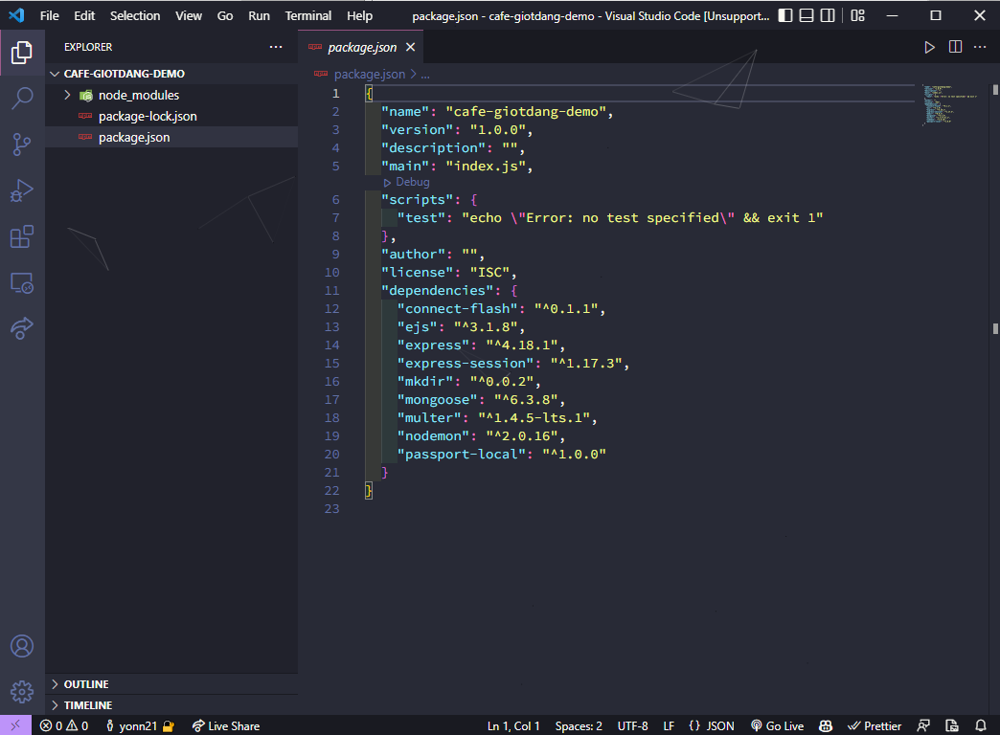 File Edit Selection View Go Run Terminal Help package.json - cafe-giotdang-demo - Visual Studio Code [Unsupport...
EXPLORER
CAFE-GIOTDANG-DEMO
node_modules
package-lock.json
package.json
package.json
package.json > ...
1 {
2 "name": "cafe-giotdang-demo",
3 "version": "1.0.0",
4 "description": "",
5 "main": "index.js",
Debug
6 "scripts": {
7 "test": "echo \"Error: no test specified\" && exit 1"
8 },
9 "author": "",
10 "license": "ISC",
11 "dependencies": {
12 "connect-flash": "^0.1.1",
13 "ejs": "^3.1.8",
14 "express": "^4.18.1",
15 "express-session": "^1.17.3",
16 "mkdir": "^0.0.2",
17 "mongoose": "^6.3.8",
18 "multer": "^1.4.5-lts.1",
19 "nodemon": "^2.0.16",
20 "passport-local": "^1.0.0"
21 }
22 }
23
OUTLINE
TIMELINE
0 0 yonn21 Live Share Ln 1, Col 1 Spaces: 2 UTF-8 LF {} JSON Go Live Prettier